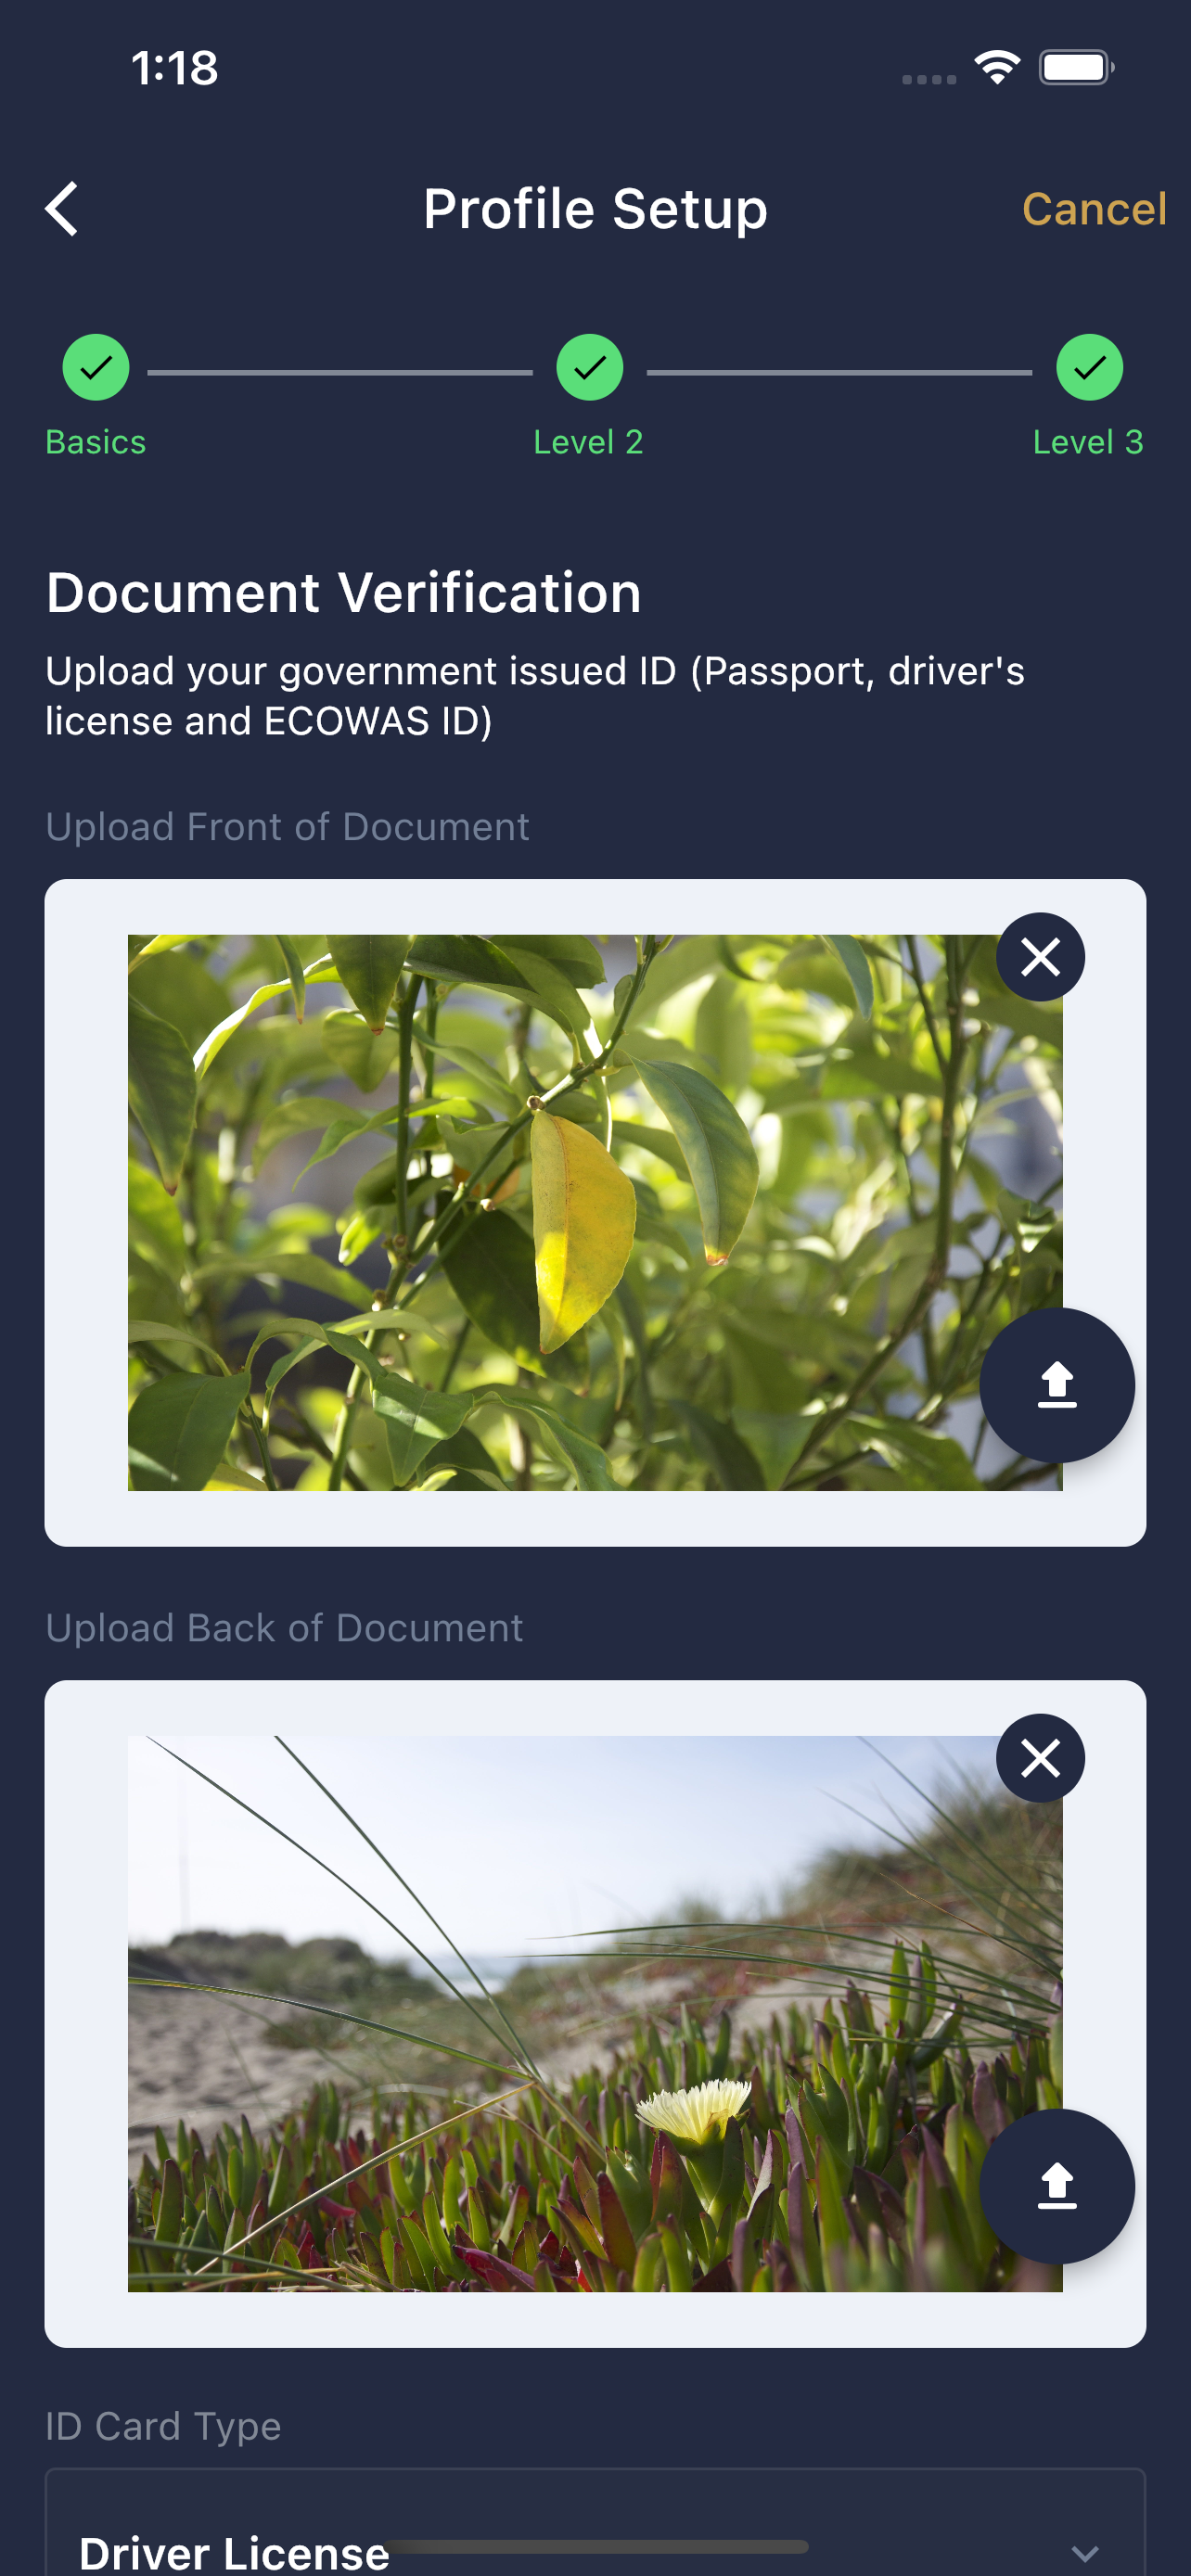 1:18
Profile Setup
Cancel
Basics
Level 2
Level 3
Document Verification
Upload your government issued ID (Passport, driver's
license and ECOWAS ID)
Upload Front of Document
Upload Back of Document
ID Card Type
Driver License